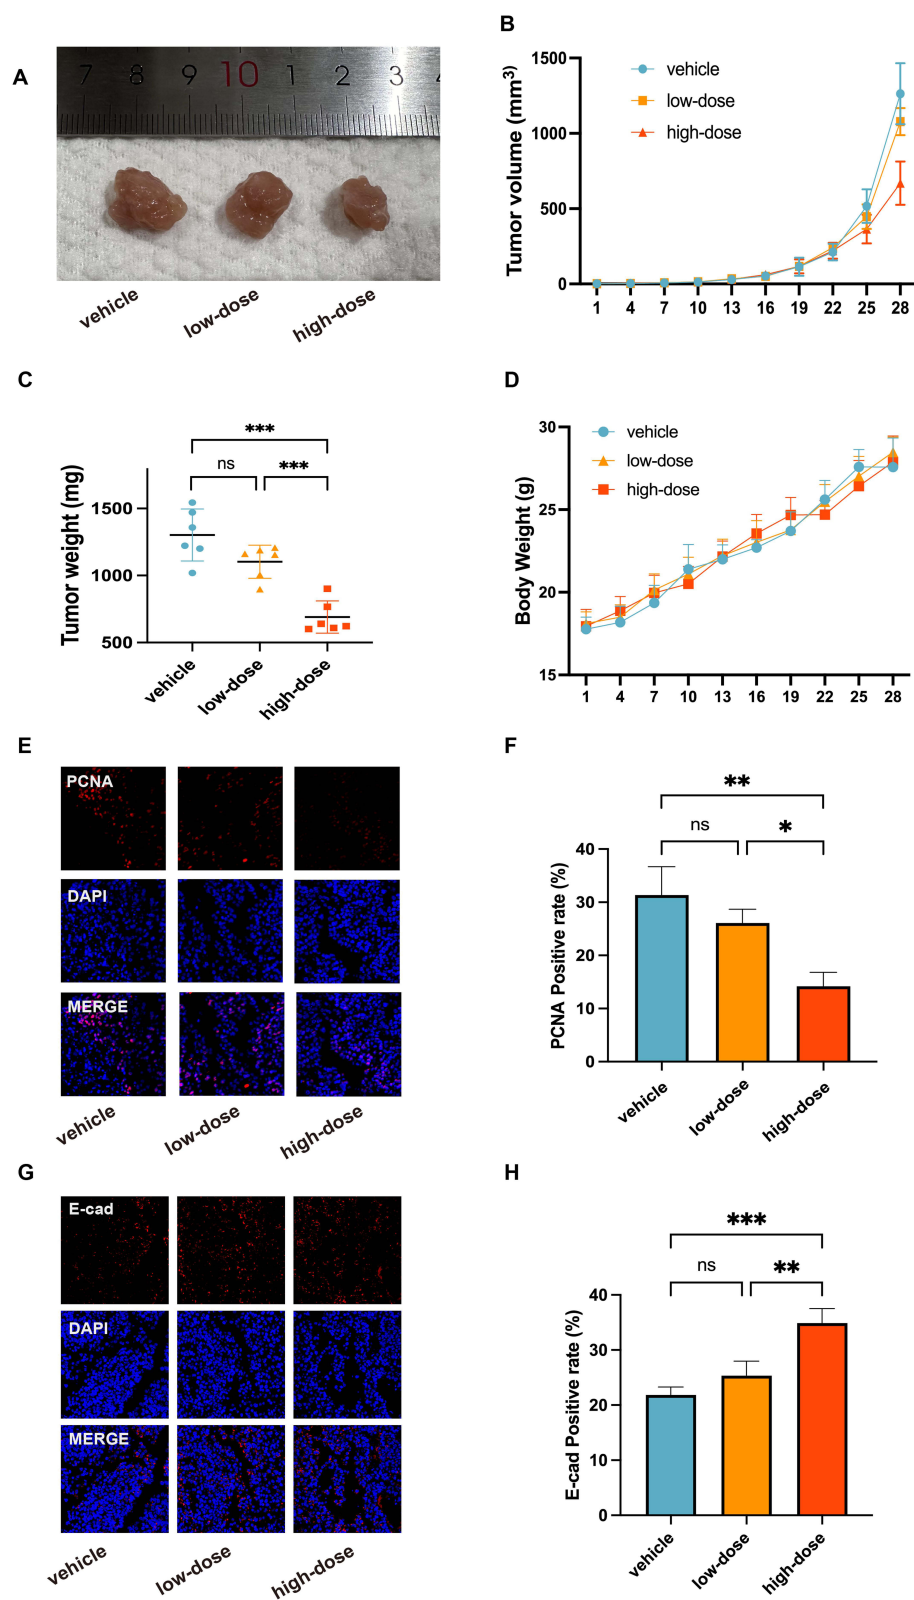 A
7 8 9 10 1 2 3
vehicle
low-dose
high-dose
B
Tumor volume (mm³)
1500
1000
500
0
vehicle
low-dose
high-dose
1 4 7 10 13 16 19 22 25 28
C
Tumor weight (mg)
1500
1000
500
***
ns
***
vehicle
low-dose
high-dose
D
Body Weight (g)
30
25
20
15
vehicle
low-dose
high-dose
1 4 7 10 13 16 19 22 25 28
E
PCNA
DAPI
MERGE
vehicle
low-dose
high-dose
F
PCNA Positive rate (%)
40
30
20
10
0
**
ns
*
vehicle
low-dose
high-dose
G
E-cad
DAPI
MERGE
vehicle
low-dose
high-dose
H
E-cad Positive rate (%)
40
30
20
10
0
***
ns
**
vehicle
low-dose
high-dose